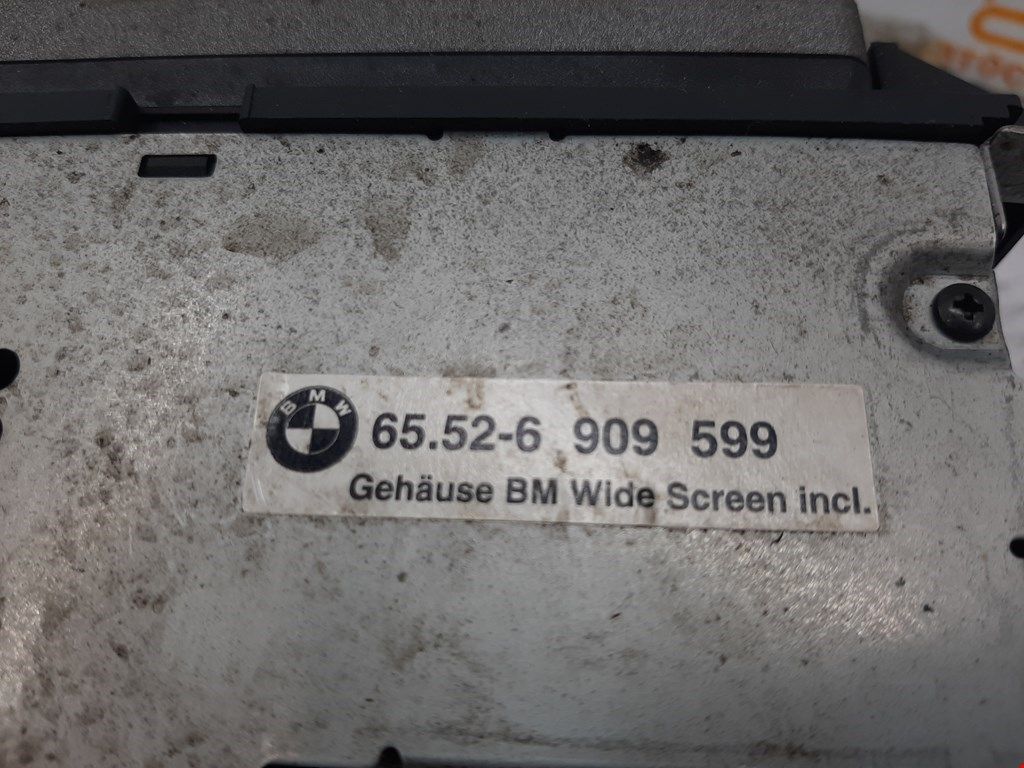 BMW
65.52-6 909 599
Gehäuse BM Wide Screen incl.